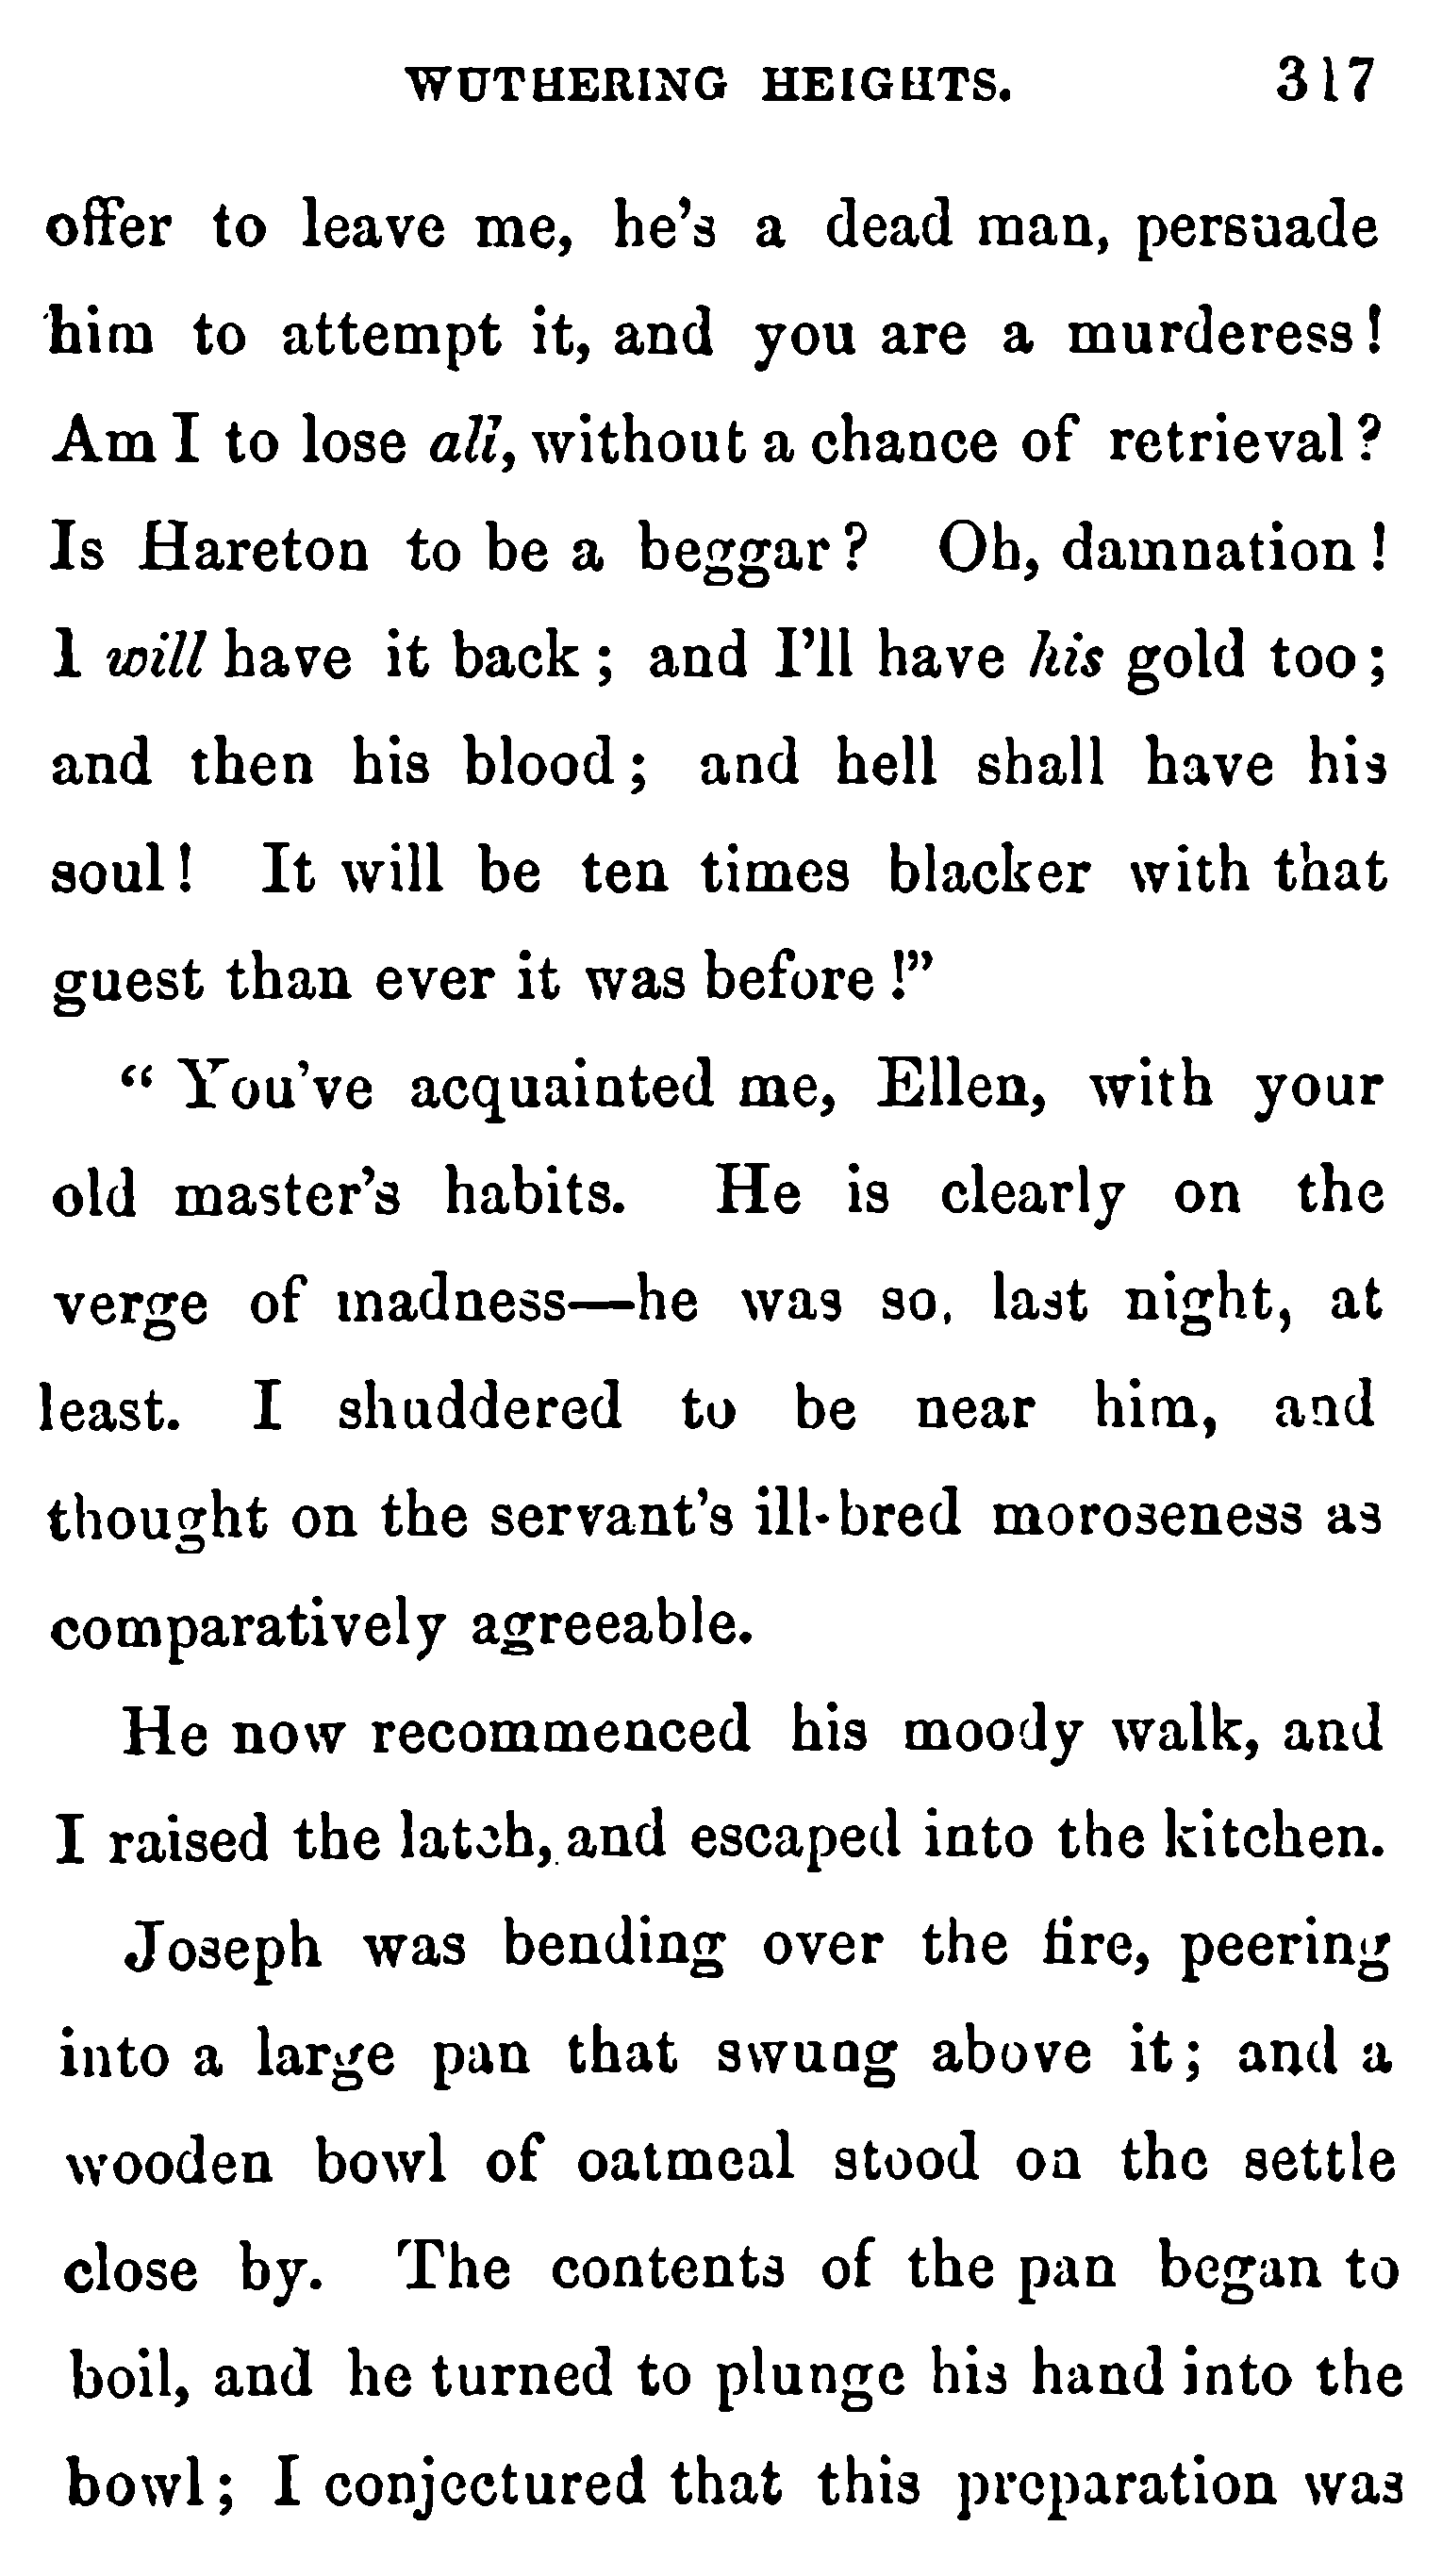 WUTHERING HEIGHTS. 317
offer to leave me, he's a dead man, persuade
him to attempt it, and you are a murderess!
Am I to lose all, without a chance of retrieval?
Is Hareton to be a beggar? Oh, damnation!
I will have it back; and I'll have his gold too;
and then his blood; and hell shall have his
soul! It will be ten times blacker with that
guest than ever it was before!"
"You've acquainted me, Ellen, with your
old master's habits. He is clearly on the
verge of madness—he was so, last night, at
least. I shuddered to be near him, and
thought on the servant's ill-bred moroseness as
comparatively agreeable.
He now recommenced his moody walk, and
I raised the latch, and escaped into the kitchen.
Joseph was bending over the fire, peering
into a large pan that swung above it; and a
wooden bowl of oatmeal stood on the settle
close by. The contents of the pan began to
boil, and he turned to plunge his hand into the
bowl; I conjectured that this preparation was